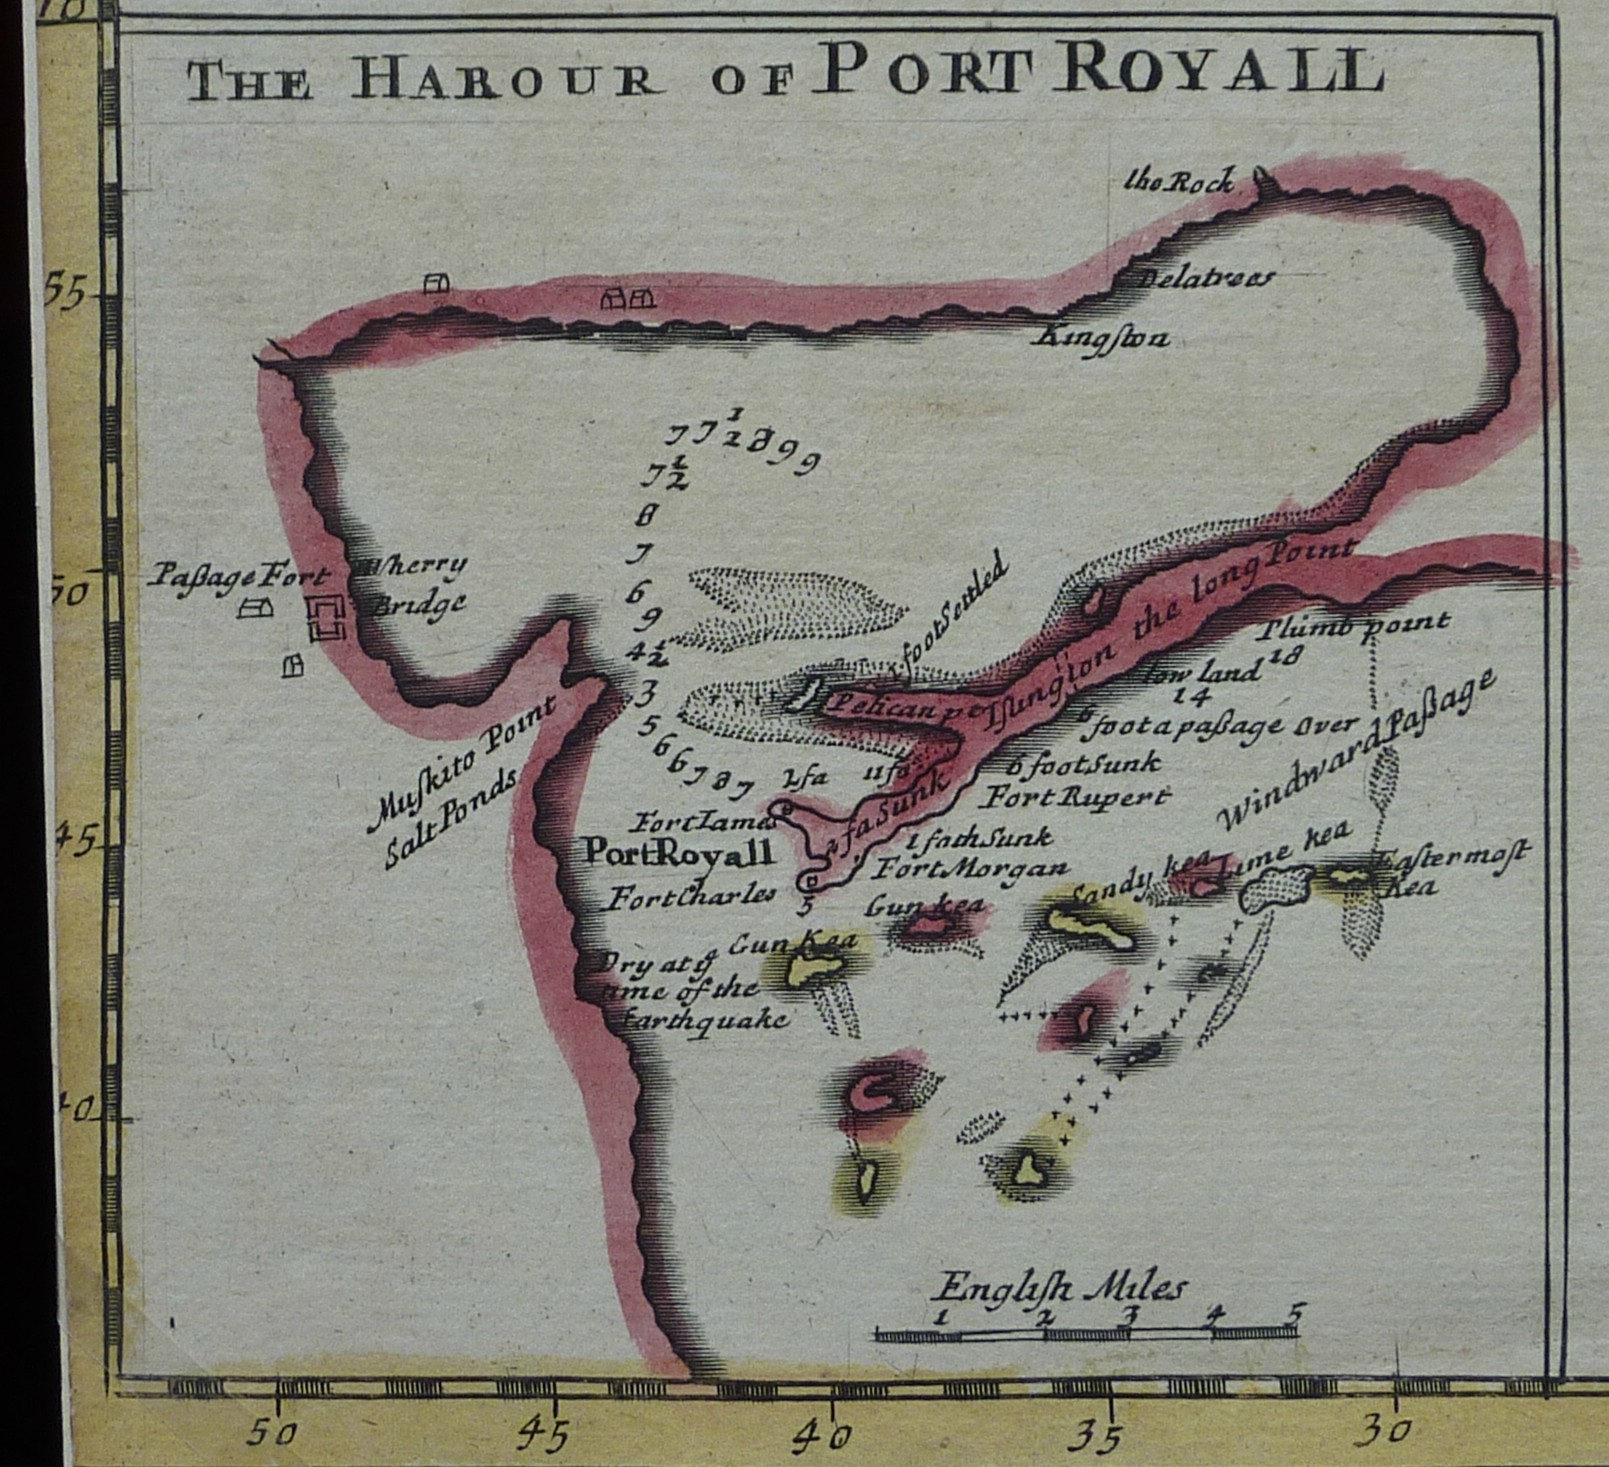 THE HAROUR OF PORT ROYALL
the Rock
Delatrees
Kingston
55
7 7 1/2 8 9 9
7 1/2
8
7
6
9
4 1/2
3
5
6
6
7
8
7
Paßage Fort
Wherry
Bridge
50
1 foot Settled
Pelican po
Isungton the long Point
Plumb point
low land 18
14
6 foot a paßage over
Windward Paßage
Muskito Point
Salt Ponds
2 fa
11 fa
2 fa Sunk
6 foot Sunk
Fort Rupert
Fort Iames
Port Royall
1 fath Sunk
Fort Morgan
Fort Charles
5
45
Gun kea
Sandy kea
Lime kea
Eastermost
Kea
Gun Kea
Dry at ye
time of the
Earthquake
40
English Miles
1 2 3 4 5
50 45 40 35 30